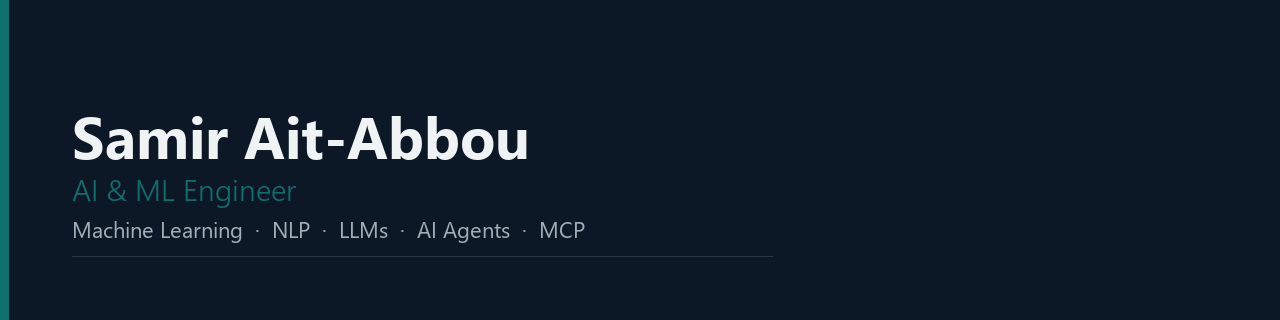 Samir Ait-Abbou
AI & ML Engineer
Machine Learning · NLP · LLMs · AI Agents · MCP